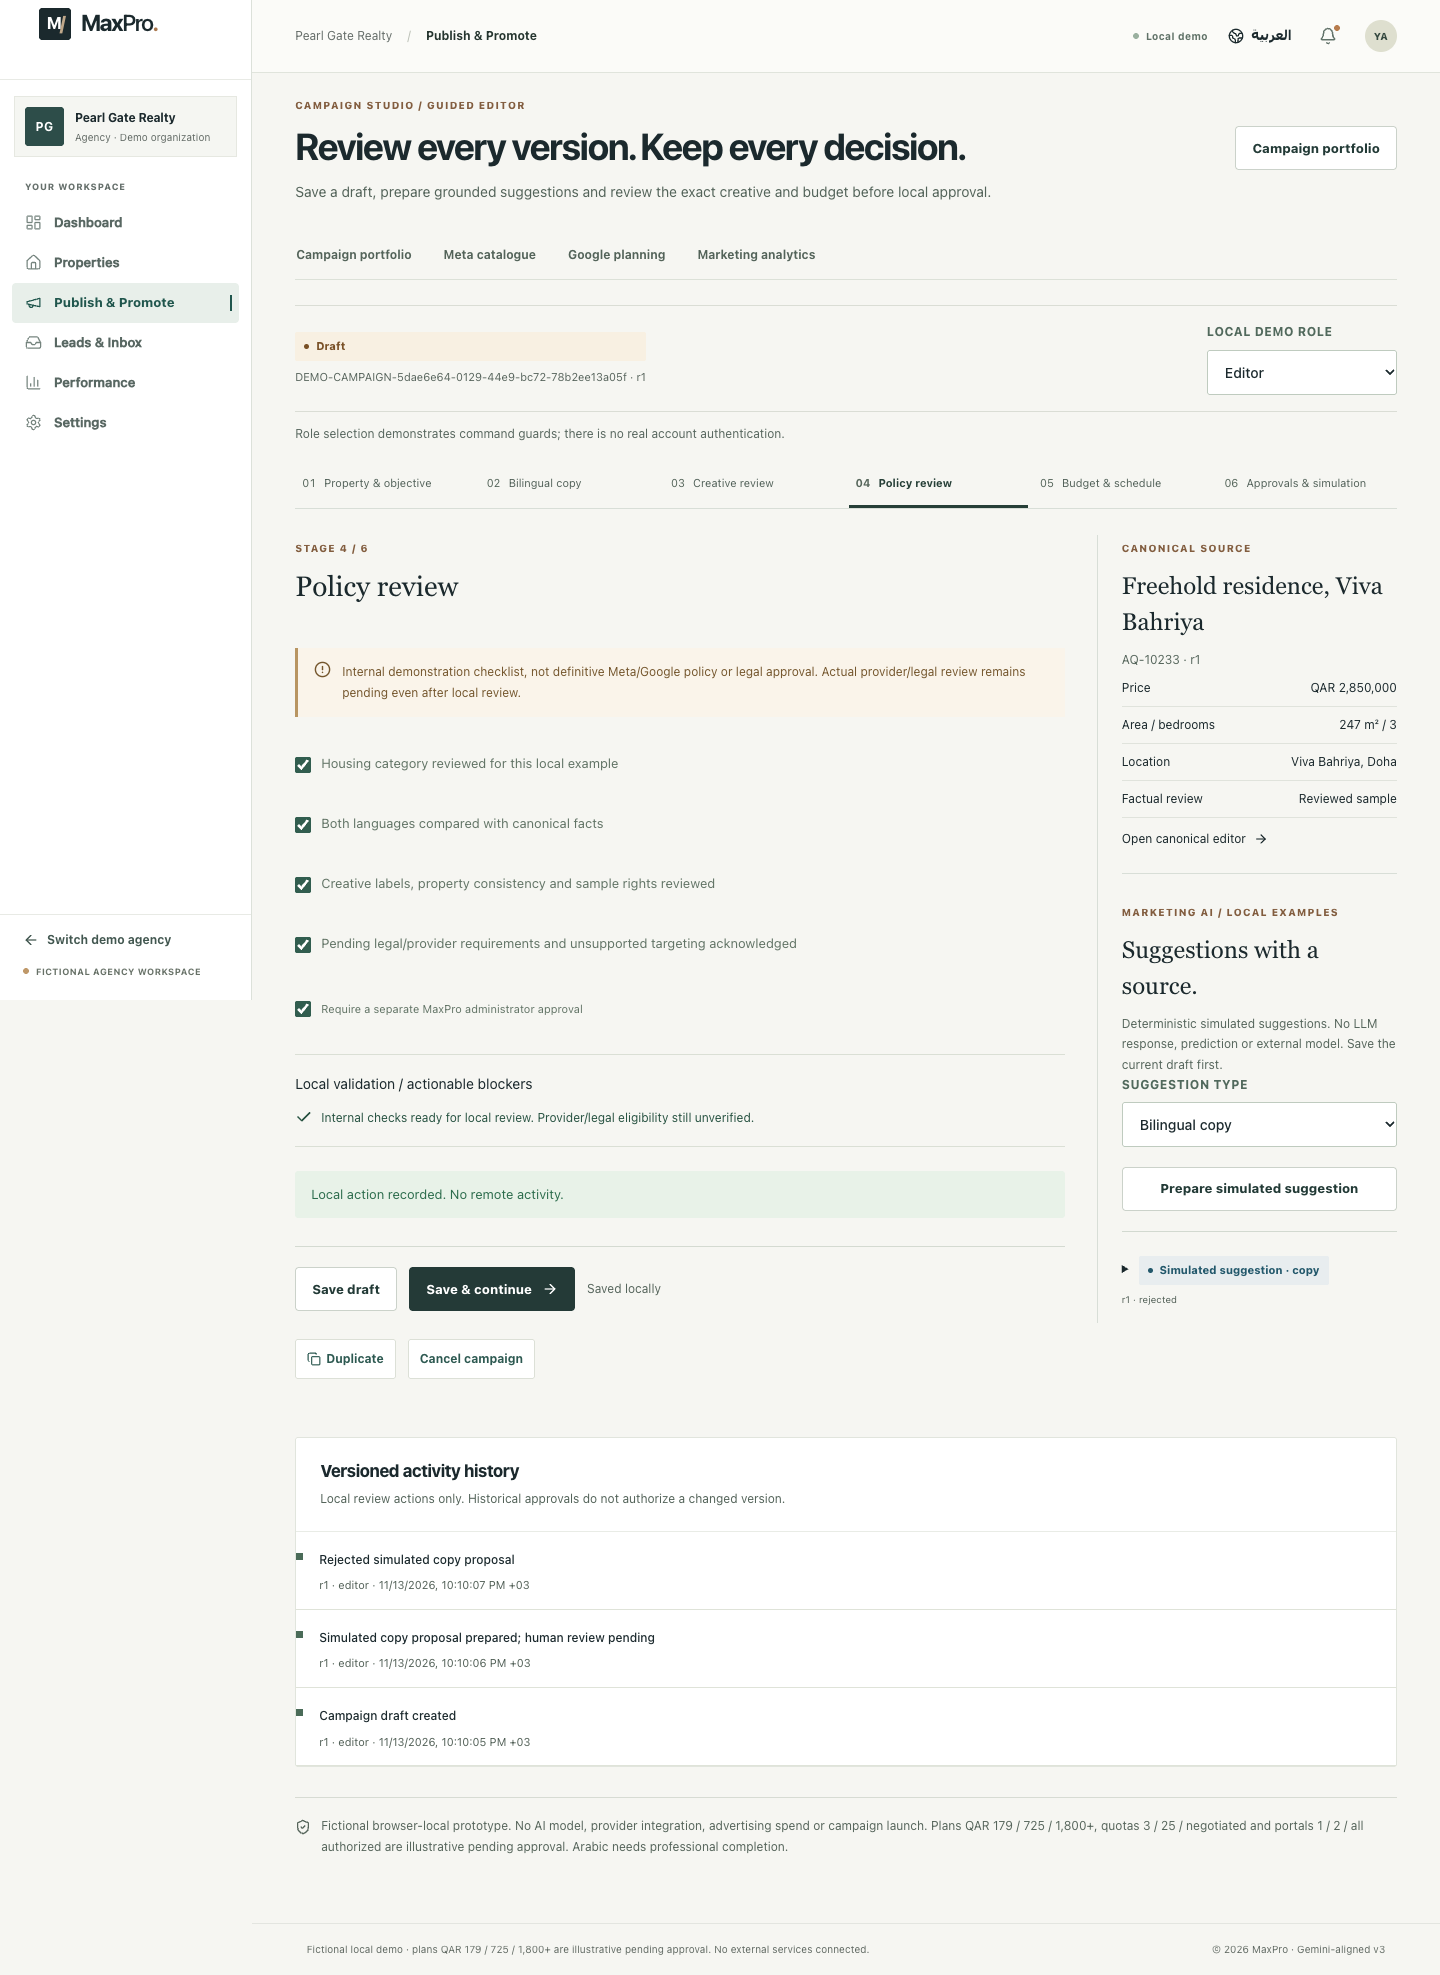 M/ MaxPro.
PG
Pearl Gate Realty
Agency · Demo organization
YOUR WORKSPACE
Dashboard
Properties
Publish & Promote
Leads & Inbox
Performance
Settings
Switch demo agency
FICTIONAL AGENCY WORKSPACE
Pearl Gate Realty / Publish & Promote
Local demo
العربية
YA
CAMPAIGN STUDIO / GUIDED EDITOR
Review every version. Keep every decision.
Save a draft, prepare grounded suggestions and review the exact creative and budget before local approval.
Campaign portfolio
Campaign portfolio Meta catalogue Google planning Marketing analytics
Draft
DEMO-CAMPAIGN-5dae6e64-0129-44e9-bc72-78b2ee13a05f · r1
LOCAL DEMO ROLE
Editor
Role selection demonstrates command guards; there is no real account authentication.
01 Property & objective 02 Bilingual copy 03 Creative review 04 Policy review 05 Budget & schedule 06 Approvals & simulation
STAGE 4 / 6
Policy review
Internal demonstration checklist, not definitive Meta/Google policy or legal approval. Actual provider/legal review remains
pending even after local review.
Housing category reviewed for this local example
Both languages compared with canonical facts
Creative labels, property consistency and sample rights reviewed
Pending legal/provider requirements and unsupported targeting acknowledged
Require a separate MaxPro administrator approval
Local validation / actionable blockers
Internal checks ready for local review. Provider/legal eligibility still unverified.
Local action recorded. No remote activity.
Save draft
Save & continue
Saved locally
Duplicate
Cancel campaign
CANONICAL SOURCE
Freehold residence, Viva
Bahriya
AQ-10233 · r1
Price QAR 2,850,000
Area / bedrooms 247 m² / 3
Location Viva Bahriya, Doha
Factual review Reviewed sample
Open canonical editor
MARKETING AI / LOCAL EXAMPLES
Suggestions with a
source.
Deterministic simulated suggestions. No LLM
response, prediction or external model. Save the
current draft first.
SUGGESTION TYPE
Bilingual copy
Prepare simulated suggestion
Simulated suggestion · copy
r1 · rejected
Versioned activity history
Local review actions only. Historical approvals do not authorize a changed version.
Rejected simulated copy proposal
r1 · editor · 11/13/2026, 10:10:07 PM +03
Simulated copy proposal prepared; human review pending
r1 · editor · 11/13/2026, 10:10:06 PM +03
Campaign draft created
r1 · editor · 11/13/2026, 10:10:05 PM +03
Fictional browser-local prototype. No AI model, provider integration, advertising spend or campaign launch. Plans QAR 179 / 725 / 1,800+, quotas 3 / 25 / negotiated and portals 1 / 2 / all
authorized are illustrative pending approval. Arabic needs professional completion.
Fictional local demo · plans QAR 179 / 725 / 1,800+ are illustrative pending approval. No external services connected.
© 2026 MaxPro · Gemini-aligned v3